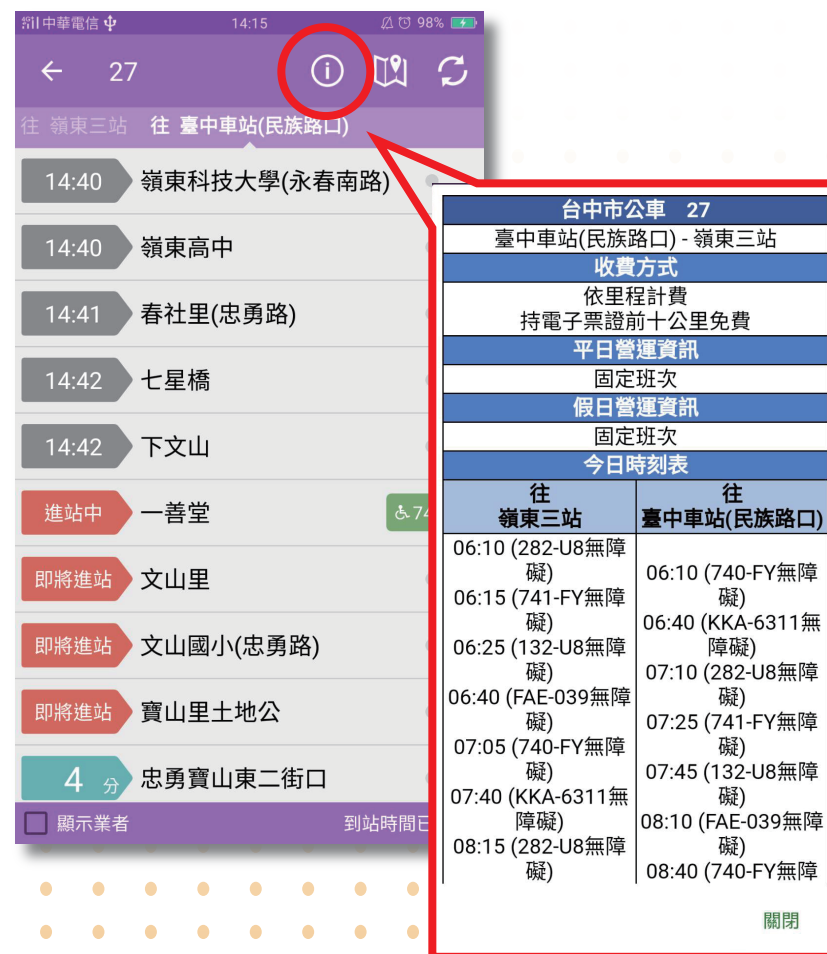 中華電信 14:15 98%
← 27
往 嶺東三站 往 臺中車站(民族路口)
14:40 嶺東科技大學(永春南路)
14:40 嶺東高中
14:41 春社里(忠勇路)
14:42 七星橋
14:42 下文山
進站中 一善堂 74
即將進站 文山里
即將進站 文山國小(忠勇路)
即將進站 寶山里土地公
4 分 忠勇寶山東二街口
顯示業者 到站時間
台中市公車 27
臺中車站(民族路口) - 嶺東三站
收費方式
依里程計費
持電子票證前十公里免費
平日營運資訊
固定班次
假日營運資訊
固定班次
今日時刻表
往
嶺東三站
06:10 (282-U8無障
礙)
06:15 (741-FY無障
礙)
06:25 (132-U8無障
礙)
06:40 (FAE-039無障
礙)
07:05 (740-FY無障
礙)
07:40 (KKA-6311無
障礙)
08:15 (282-U8無障
礙)
往
臺中車站(民族路口)
06:10 (740-FY無障
礙)
06:40 (KKA-6311無
障礙)
07:10 (282-U8無障
礙)
07:25 (741-FY無障
礙)
07:45 (132-U8無障
礙)
08:10 (FAE-039無障
礙)
08:40 (740-FY無障
關閉